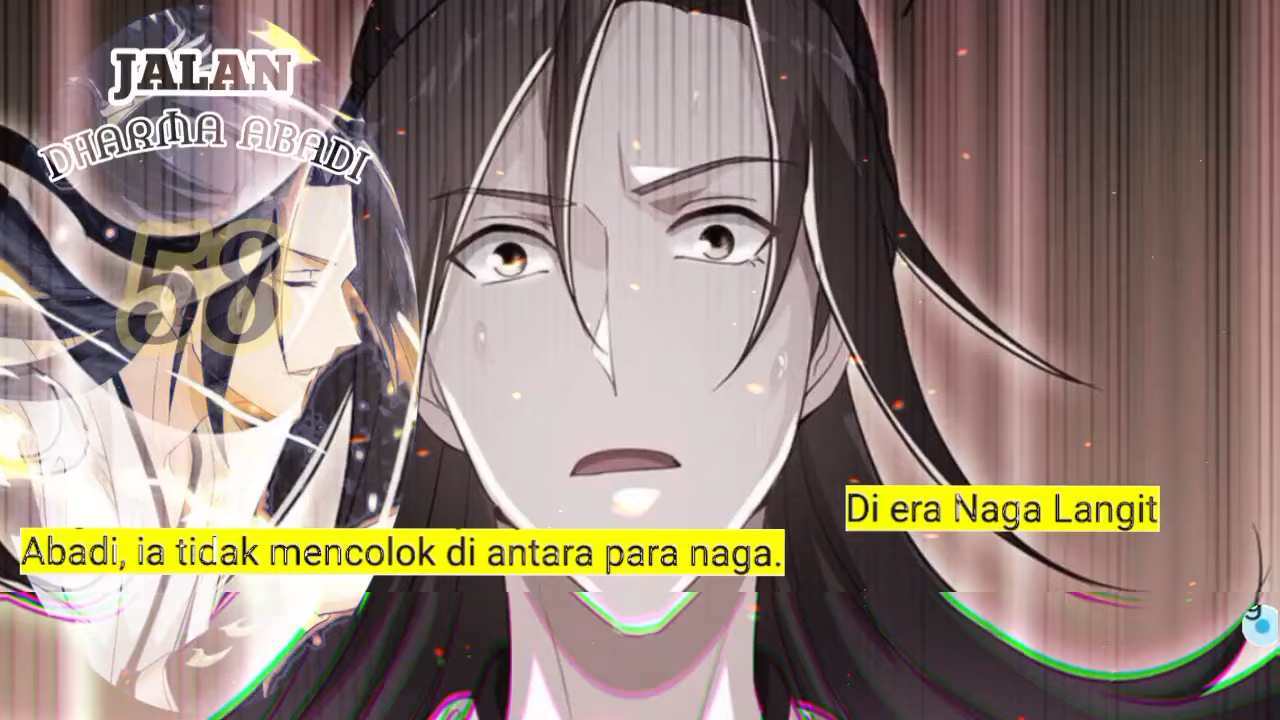 JALAN
DHARMA ABADI
58
Di era Naga Langit
Abadi, ia tidak mencolok di antara para naga.